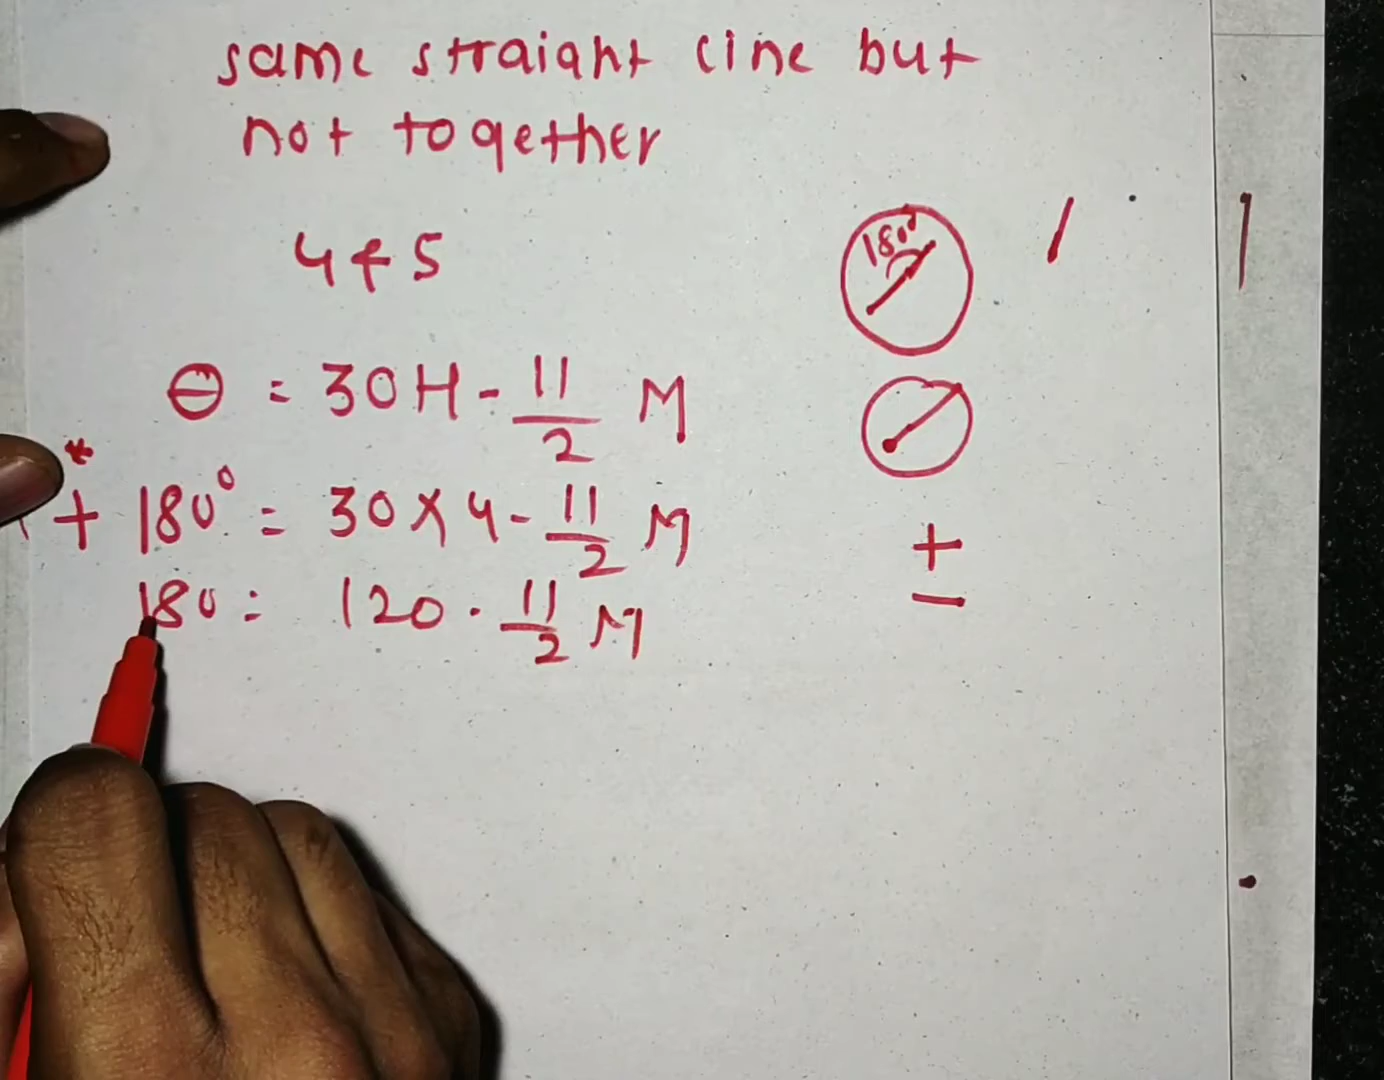 same straight line but
not together
4 & 5
180°
θ = 30H - 11/2 M
+ 180° = 30 × 4 - 11/2 M
180 = 120 - 11/2 M
+
-